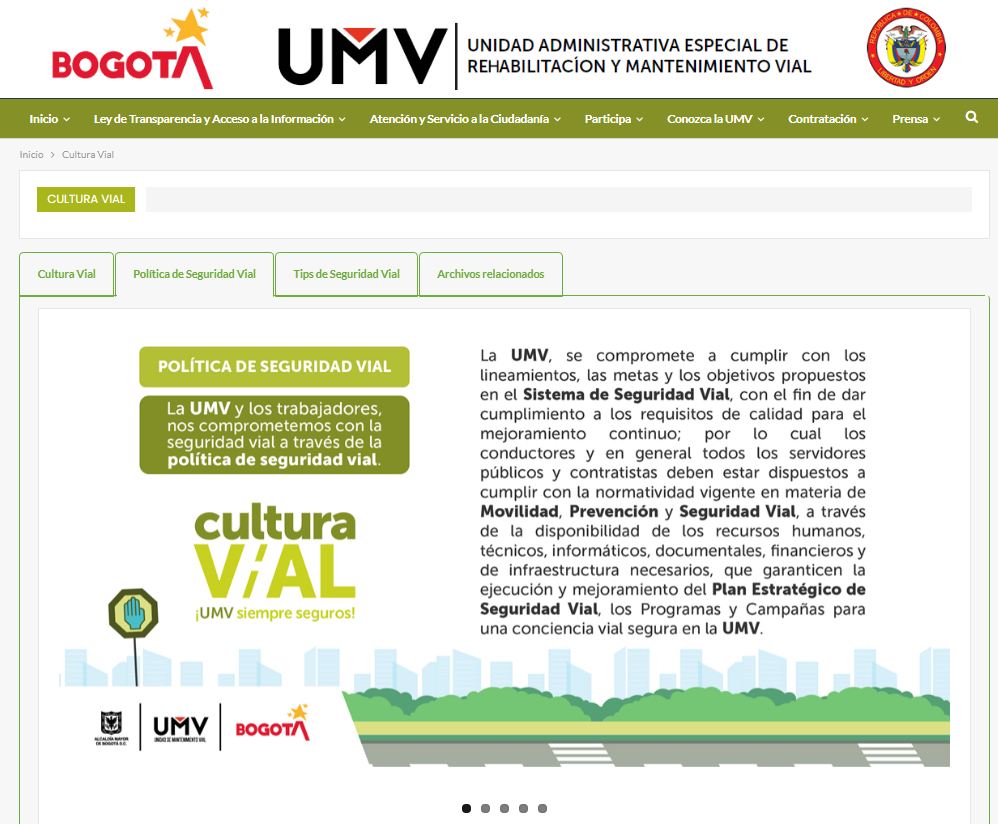 BOGOTÁ
UMV
UNIDAD ADMINISTRATIVA ESPECIAL DE
REHABILITACÍON Y MANTENIMIENTO VIAL
REPUBLICA DE COLOMBIA
LIBERTAD Y ORDEN
Inicio
Ley de Transparencia y Acceso a la Información
Atención y Servicio a la Ciudadanía
Participa
Conozca la UMV
Contratación
Prensa
Inicio > Cultura Vial
CULTURA VIAL
Cultura Vial
Política de Seguridad Vial
Tips de Seguridad Vial
Archivos relacionados
POLÍTICA DE SEGURIDAD VIAL
La UMV y los trabajadores,
nos comprometemos con la
seguridad vial a través de la
política de seguridad vial.
cultura
VIAL
¡UMV siempre seguros!
La UMV, se compromete a cumplir con los
lineamientos, las metas y los objetivos propuestos
en el Sistema de Seguridad Vial, con el fin de dar
cumplimiento a los requisitos de calidad para el
mejoramiento continuo; por lo cual los
conductores y en general todos los servidores
públicos y contratistas deben estar dispuestos a
cumplir con la normatividad vigente en materia de
Movilidad, Prevención y Seguridad Vial, a través
de la disponibilidad de los recursos humanos,
técnicos, informáticos, documentales, financieros y
de infraestructura necesarios, que garanticen la
ejecución y mejoramiento del Plan Estratégico de
Seguridad Vial, los Programas y Campañas para
una conciencia vial segura en la UMV.
ALCALDÍA MAYOR
DE BOGOTÁ D.C.
UMV
UNIDAD DE MANTENIMIENTO VIAL
BOGOTÁ